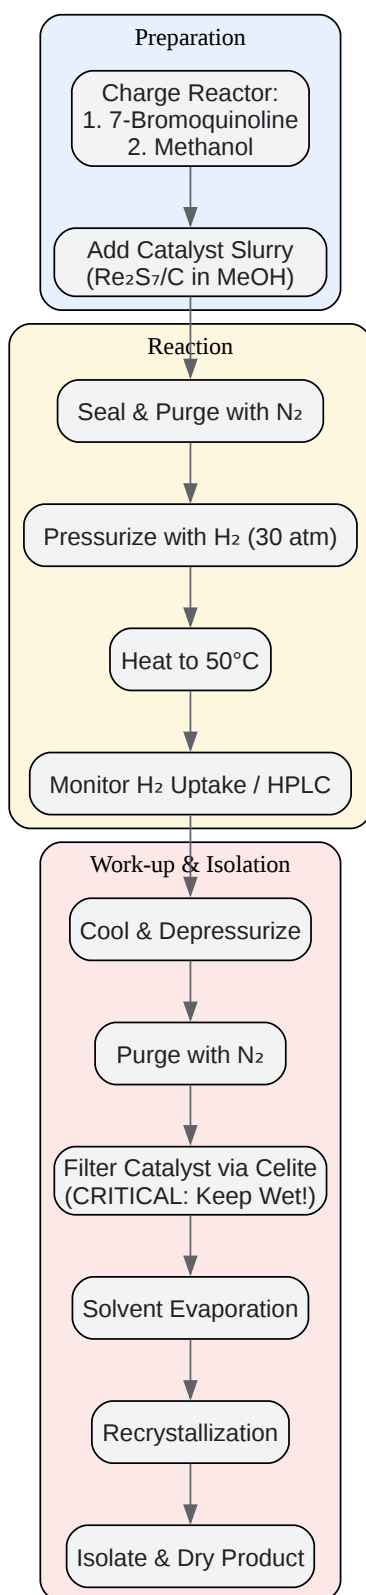 Preparation
Charge Reactor:
1. 7-Bromoquinoline
2. Methanol
Add Catalyst Slurry
(Re₂S₇/C in MeOH)
Reaction
Seal & Purge with N₂
Pressurize with H₂ (30 atm)
Heat to 50°C
Monitor H₂ Uptake / HPLC
Work-up & Isolation
Cool & Depressurize
Purge with N₂
Filter Catalyst via Celite
(CRITICAL: Keep Wet!)
Solvent Evaporation
Recrystallization
Isolate & Dry Product